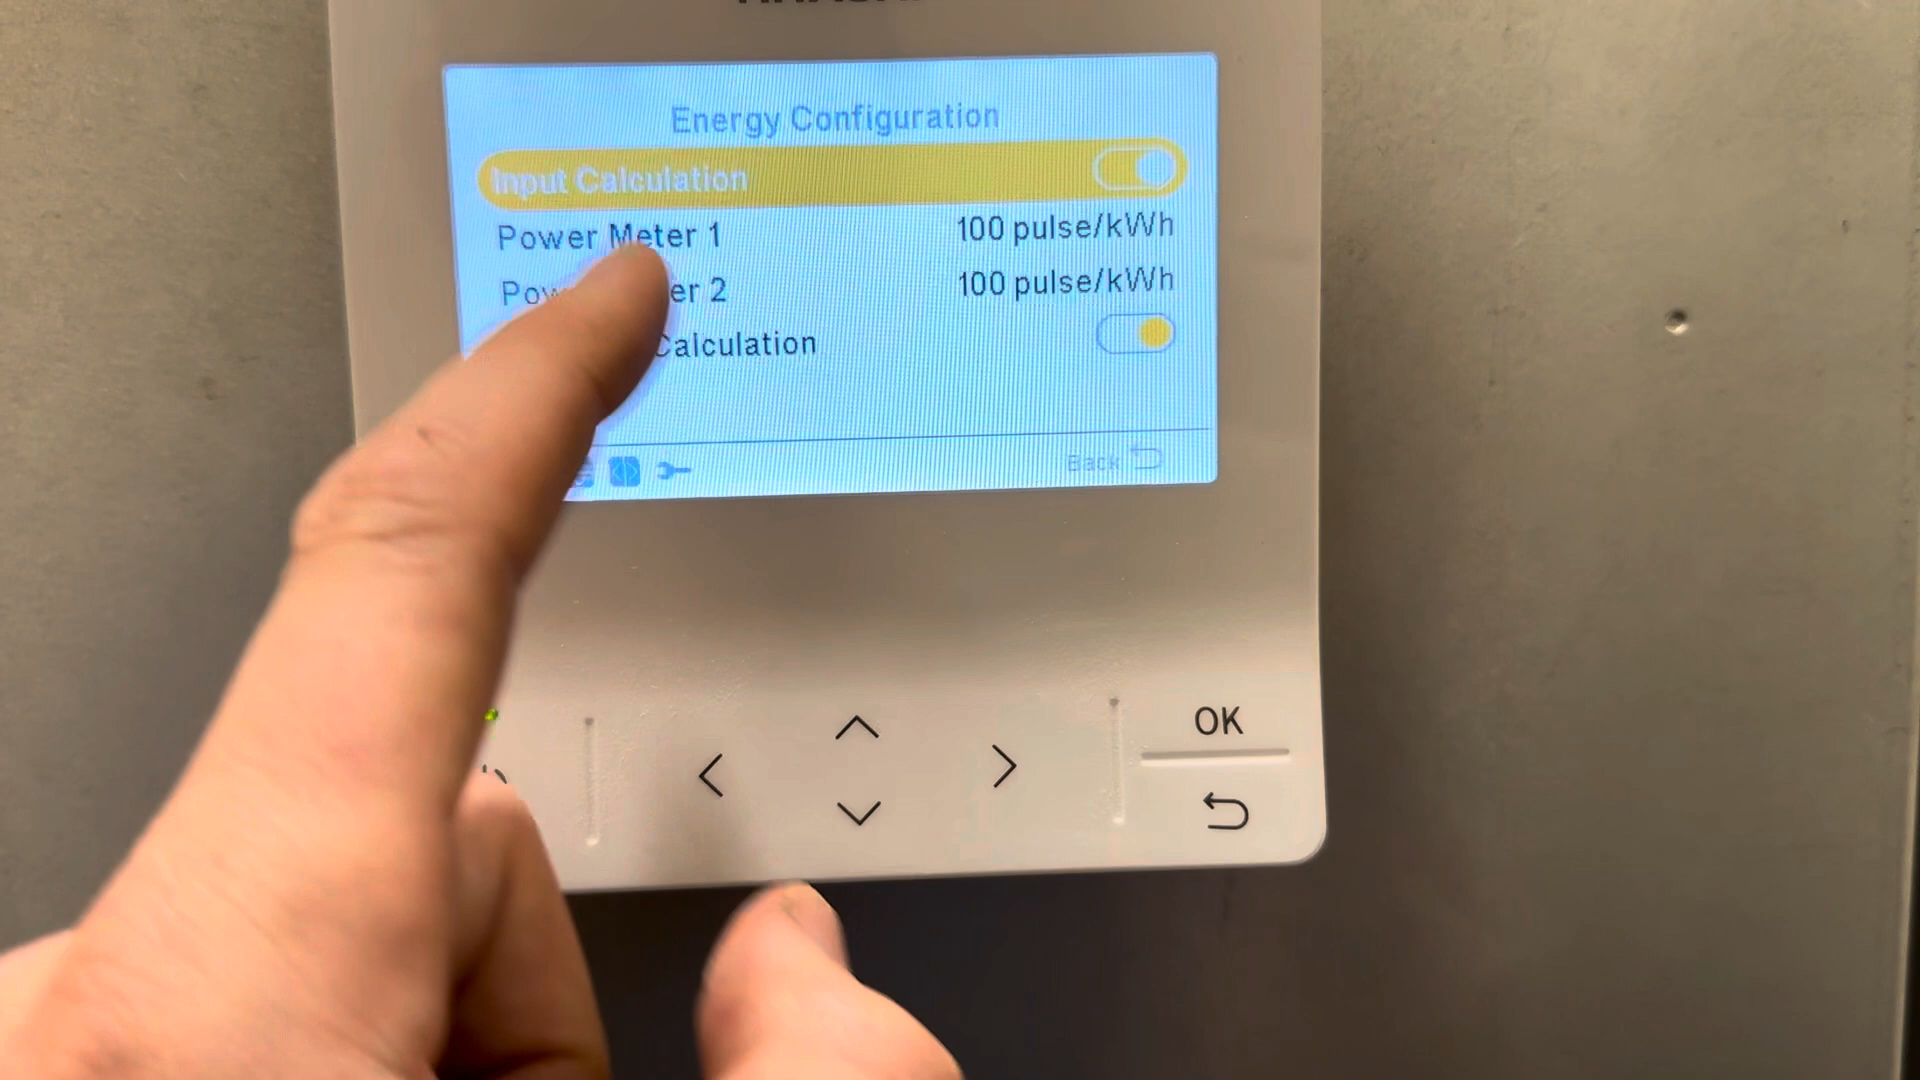 Energy Configuration
Input Calculation
Power Meter 1 100 pulse/kWh
er 2 100 pulse/kWh
Calculation
Back
OK